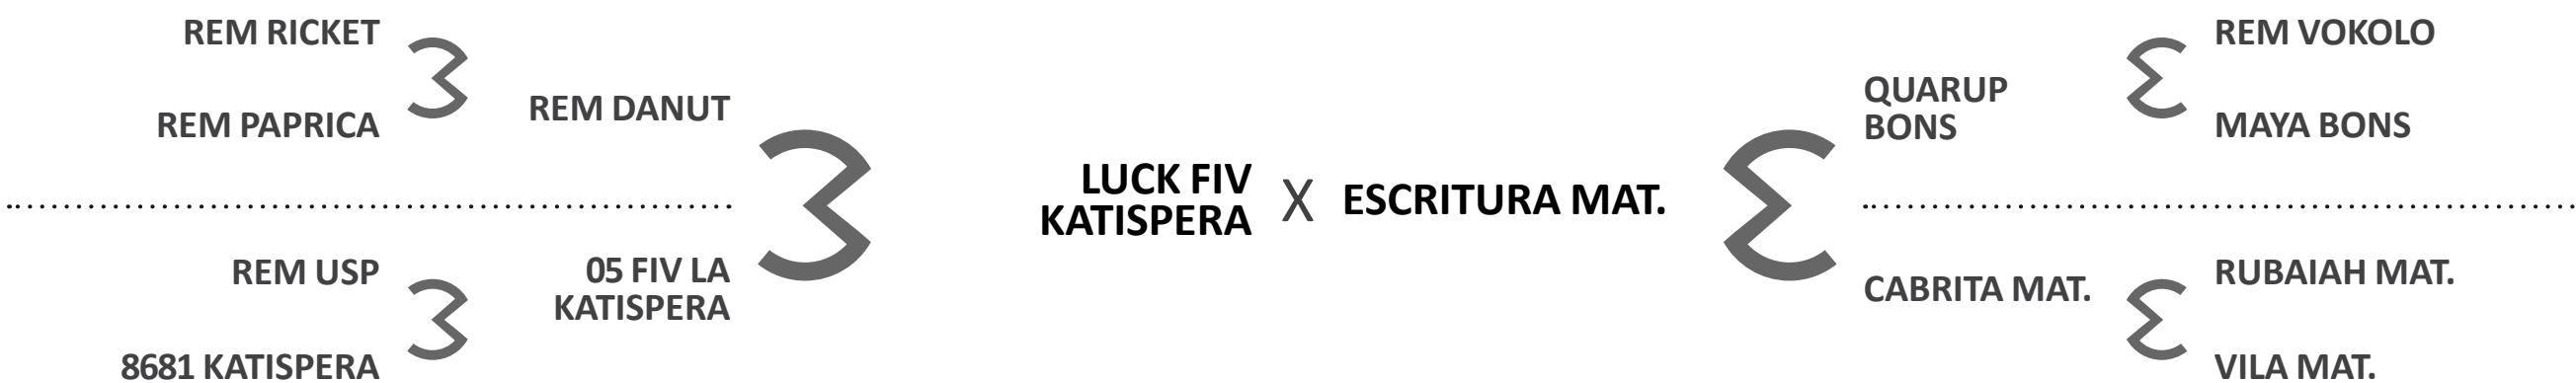 REM RICKET
REM PAPRICA
REM DANUT
REM USP
8681 KATISPERA
05 FIV LA
KATISPERA
LUCK FIV
KATISPERA
X
ESCRITURA MAT.
QUARUP
BONS
REM VOKOLO
MAYA BONS
CABRITA MAT.
RUBAIAH MAT.
VILA MAT.